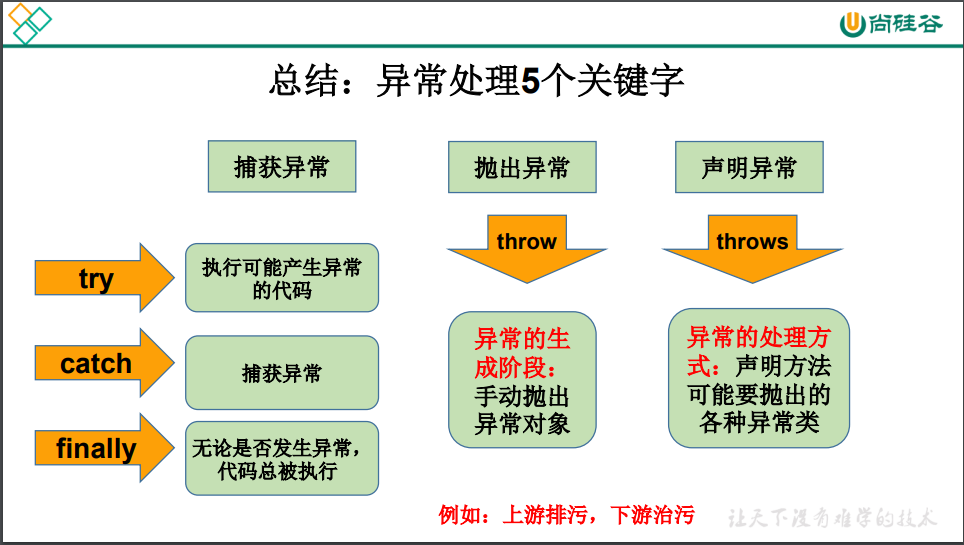 尚硅谷
总结：异常处理5个关键字
捕获异常
抛出异常
声明异常
throw
throws
try
执行可能产生异常
的代码
catch
捕获异常
finally
无论是否发生异常，
代码总被执行
异常的生
成阶段：
手动抛出
异常对象
异常的处理方
式：声明方法
可能要抛出的
各种异常类
例如：上游排污，下游治污
让天下没有难学的技术